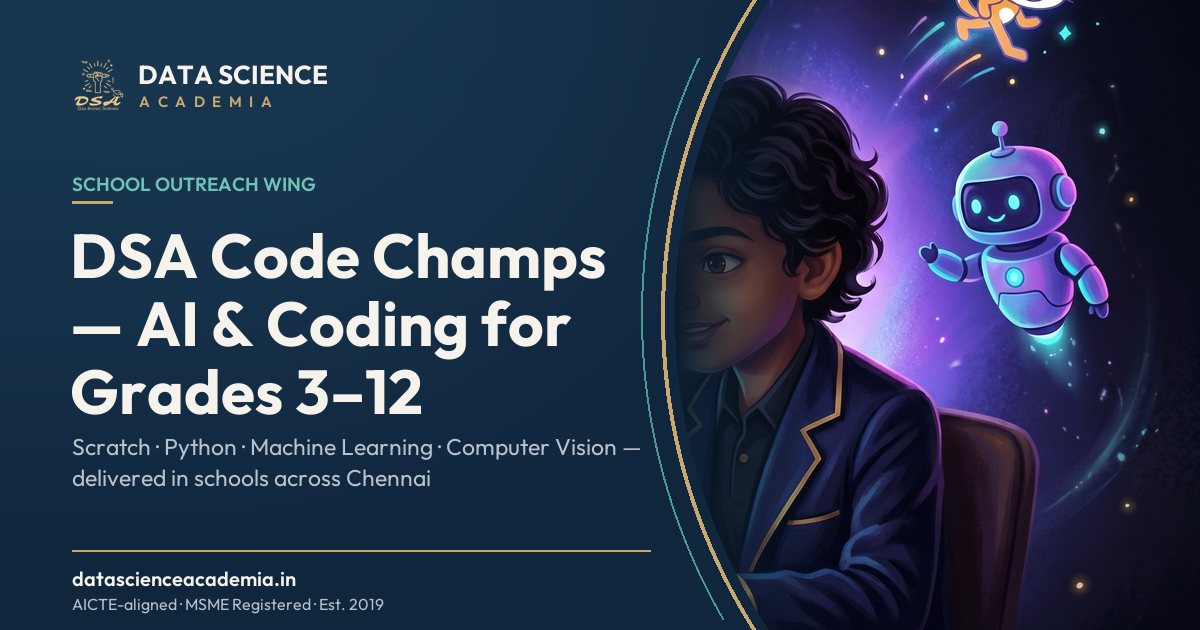 DSA
DATA SCIENCE
ACADEMIA
SCHOOL OUTREACH WING
DSA Code Champs
— AI & Coding for
Grades 3–12
Scratch · Python · Machine Learning · Computer Vision —
delivered in schools across Chennai
datascienceacademia.in
AICTE-aligned · MSME Registered · Est. 2019